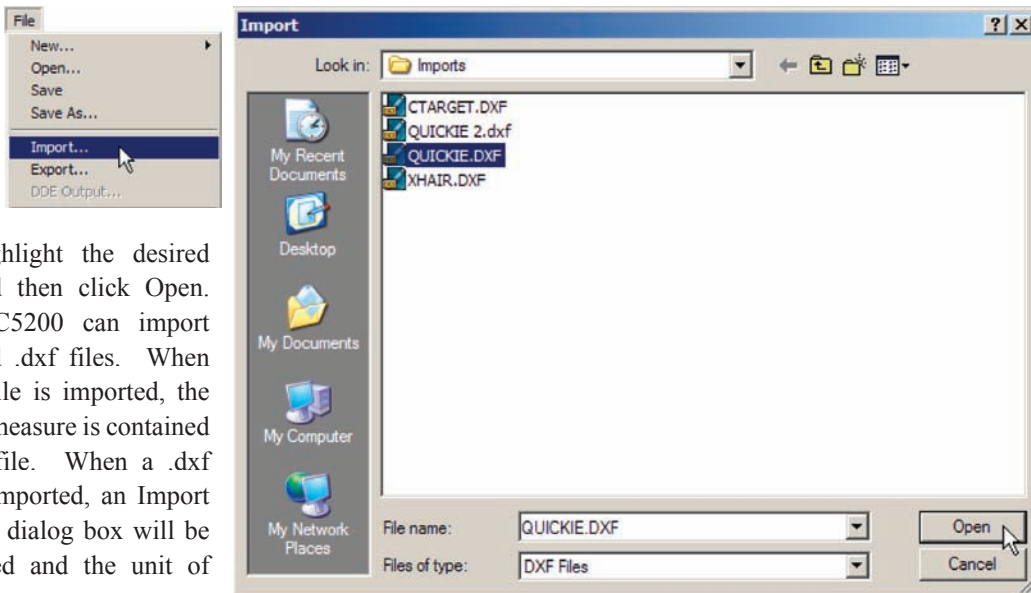 File
New...
Open...
Save
Save As...
Import...
Export...
DDE Output...
hlight the desired
then click Open.
C5200 can import
.dxf files. When
ile is imported, the
measure is contained
file. When a .dxf
mported, an Import
dialog box will be
ed and the unit of
Import
Look in:
Imports
My Recent
Documents
Desktop
My Documents
My Computer
My Network
Places
CTARGET.DXF
QUICKIE 2.dxf
QUICKIE.DXF
XHAIR.DXF
File name:
QUICKIE.DXF
Open
Files of type:
DXF Files
Cancel